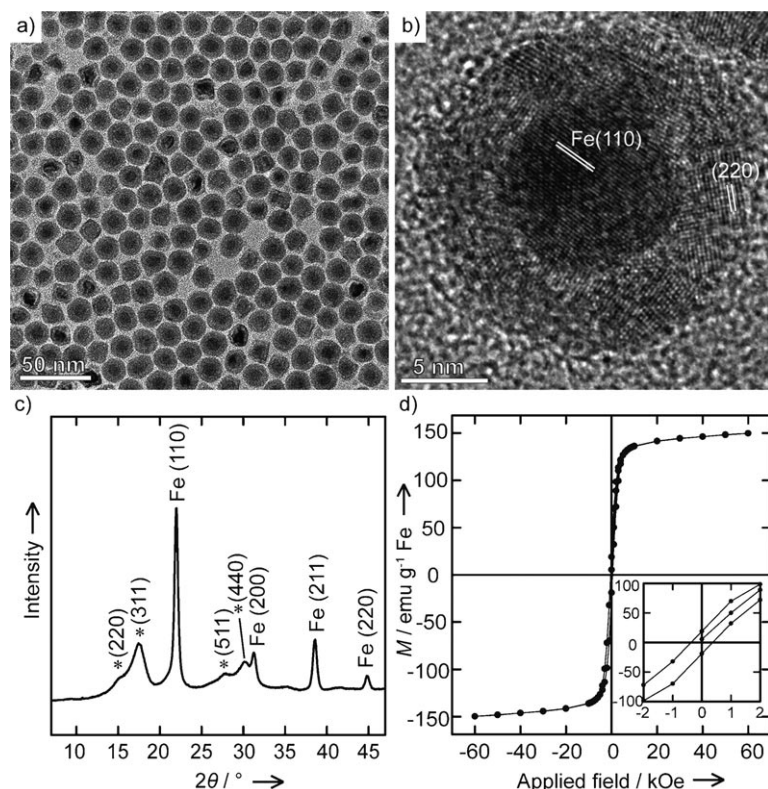 a)
50 nm
b)
Fe(110)
(220)
5 nm
c)
Intensity →
*(220)
*(311)
Fe (110)
*(511)
*(440)
Fe (200)
Fe (211)
Fe (220)
10 15 20 25 30 35 40 45
2θ / ° →
d)
M / emu g⁻¹ Fe →
150
100
50
0
-50
-100
-150
-60 -40 -20 0 20 40 60
Applied field / kOe →
100
50
0
-50
-100
-2 -1 0 1 2